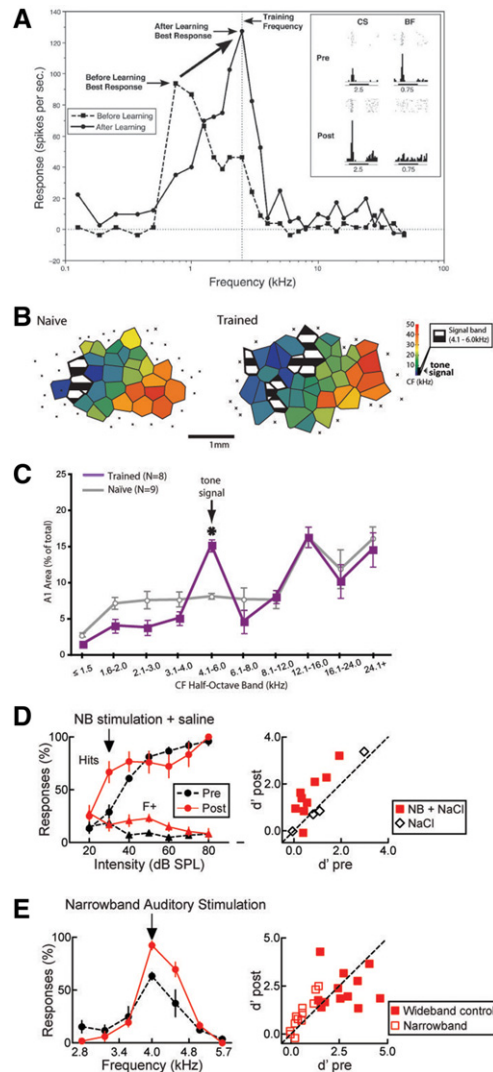 A
After Learning
Best Response
Training
Frequency
Before Learning
Best Response
Before Learning
After Learning
Response (spikes per sec.)
140
120
100
80
60
40
20
0
-20
0.1
1
10
100
Frequency (kHz)
CS
BF
Pre
2.5
0.75
Post
2.5
0.75
B
Naive
Trained
1mm
50
40
30
20
10
CF
(kHz)
Signal band
(4.1 - 6.0kHz)
tone
signal
C
Trained (N=8)
Naïve (N=9)
tone
signal
*
A1 Area (% of total)
25
20
15
10
5
0
≤ 1.5
1.6-2.0
2.1-3.0
3.1-4.0
4.1-6.0
6.1-8.0
8.1-12.0
12.1-16.0
16.1-24.0
24.1+
CF Half-Octave Band (kHz)
D
NB stimulation + saline
Hits
F+
Pre
Post
Responses (%)
100
50
0
20
40
60
80
Intensity (dB SPL)
d' post
4.0
2.0
0.0
0.0
2.0
4.0
d' pre
NB + NaCl
NaCl
E
Narrowband Auditory Stimulation
Responses (%)
100
50
0
2.8
3.4
4.0
4.8
5.7
Frequency (kHz)
d' post
5.0
2.5
0.0
0.0
2.5
5.0
d' pre
Wideband control
Narrowband